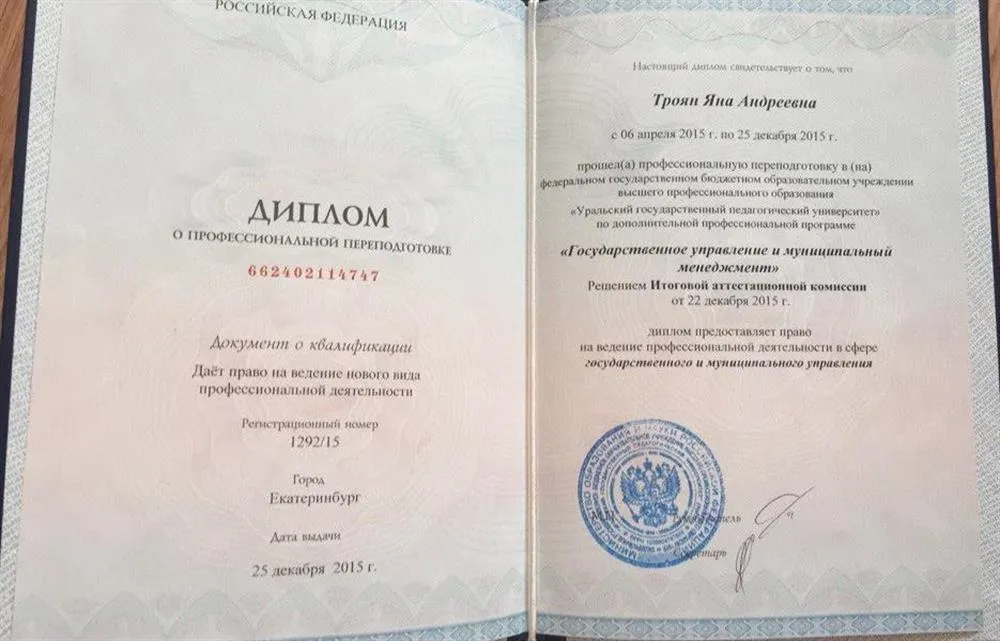 РОССИЙСКАЯ ФЕДЕРАЦИЯ
ДИПЛОМ
О ПРОФЕССИОНАЛЬНОЙ ПЕРЕПОДГОТОВКЕ
662402114747
Документ о квалификации
Даёт право на ведение нового вида
профессиональной деятельности
Регистрационный номер
1292/15
Город
Екатеринбург
Дата выдачи
25 декабря 2015 г.
Настоящий диплом свидетельствует о том, что
Троян Яна Андреевна
с 06 апреля 2015 г. по 25 декабря 2015 г.
прошел(а) профессиональную переподготовку в (на)
федеральном государственном бюджетном образовательном учреждении
высшего профессионального образования
«Уральский государственный педагогический университет»
по дополнительной профессиональной программе
«Государственное управление и муниципальный
менеджмент»
Решением Итоговой аттестационной комиссии
от 22 декабря 2015 г.
диплом предоставляет право
на ведение профессиональной деятельности в сфере
государственного и муниципального управления
Руководитель
Секретарь